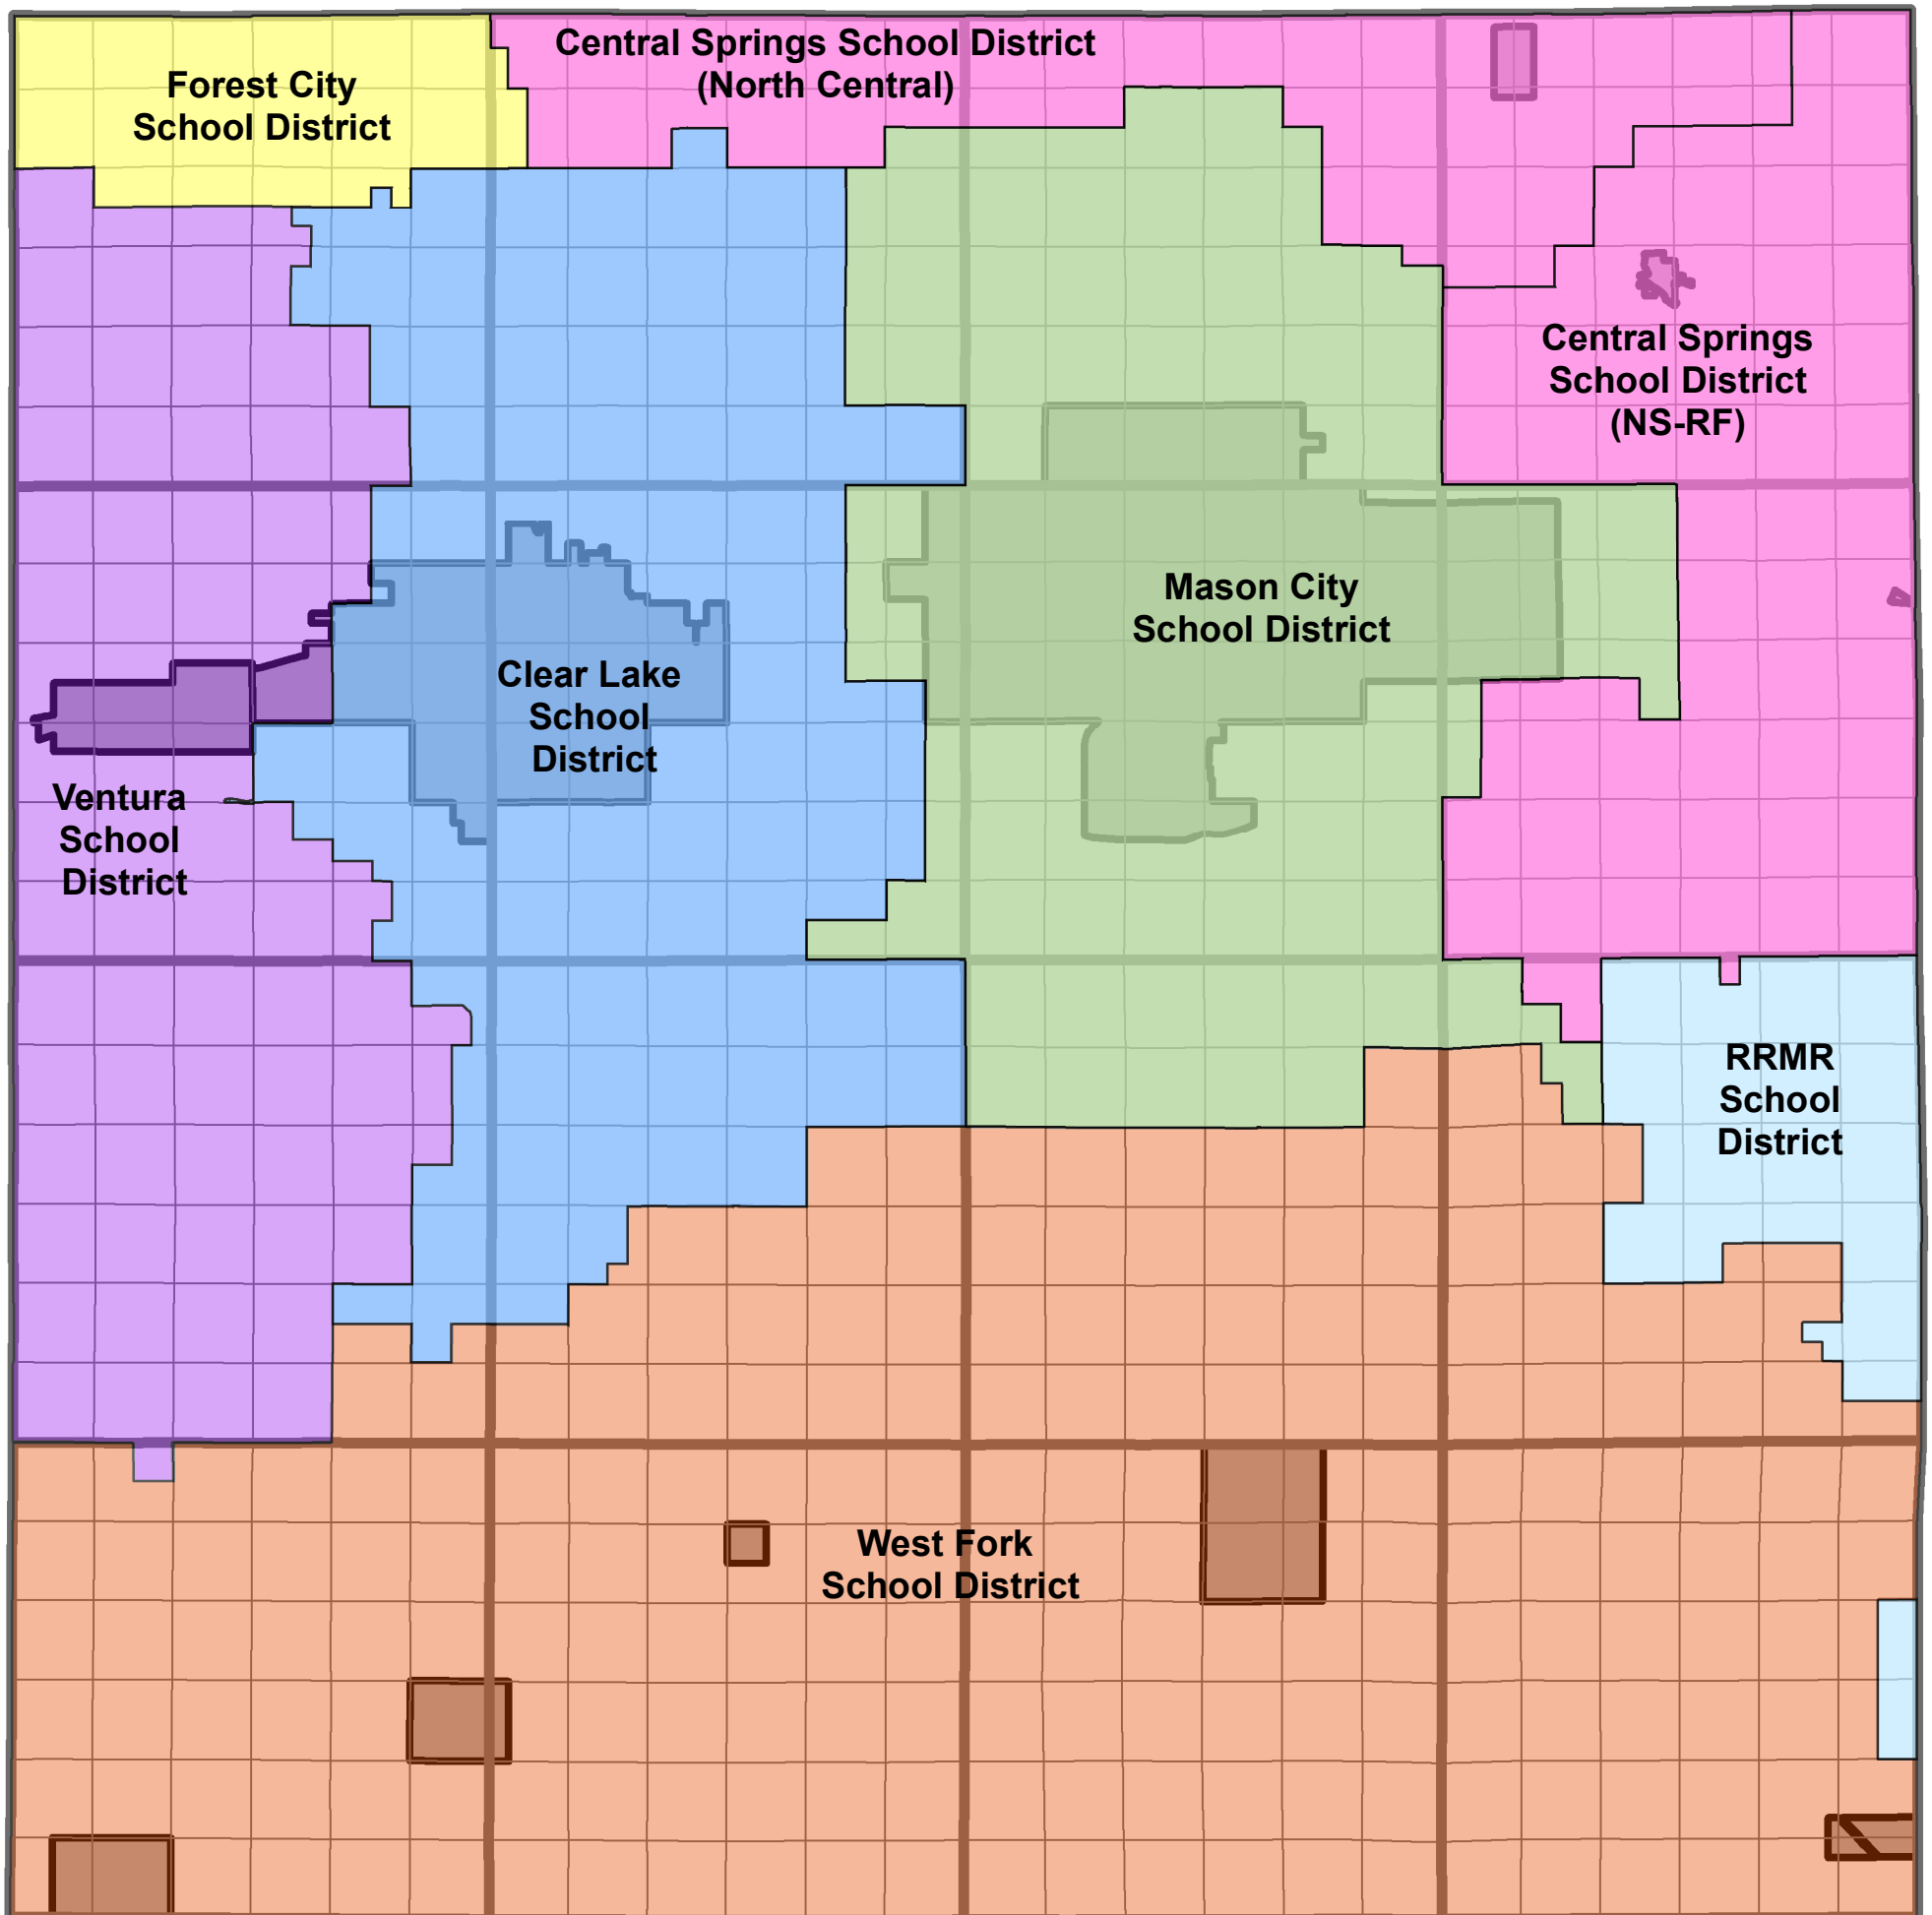 Central Springs School District
(North Central)
Forest City
School District
Central Springs
School District
(NS-RF)
Mason City
School District
Clear Lake
School
District
Ventura
School
District
RRMR
School
District
West Fork
School District